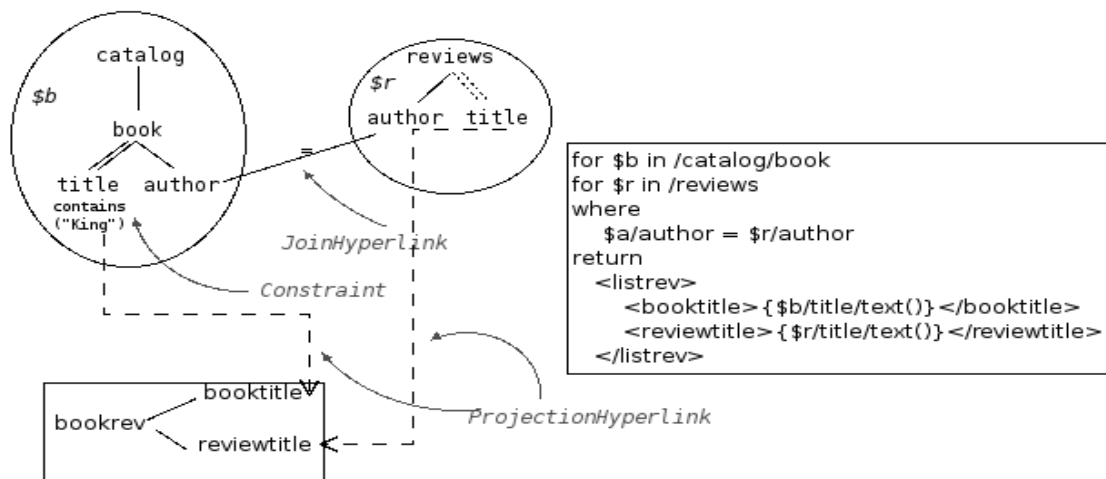 catalog
$b
book
title author
contains
("King")
reviews
$r
author title
=
JoinHyperlink
Constraint
ProjectionHyperlink
booktitle
bookrev
reviewtitle
for $b in /catalog/book
for $r in /reviews
where
$a/author = $r/author
return
<listrev>
<booktitle>{$b/title/text()}</booktitle>
<reviewtitle>{$r/title/text()}</reviewtitle>
</listrev>